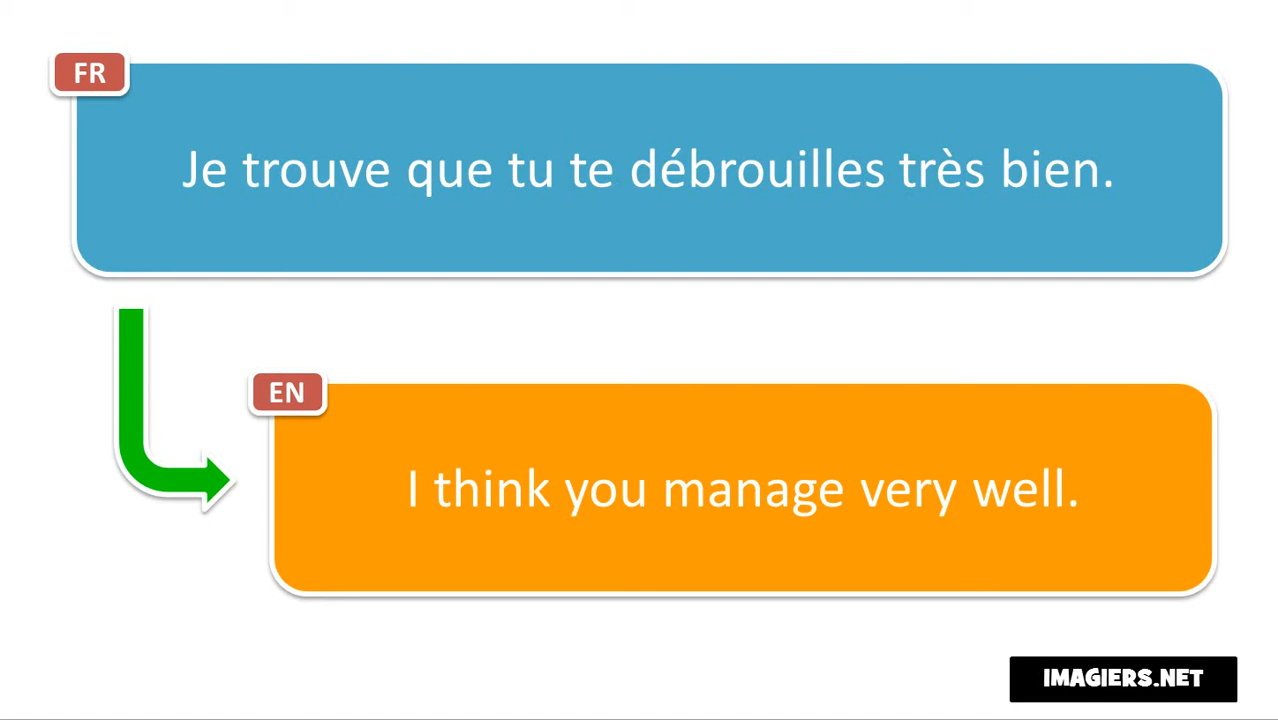 FR
Je trouve que tu te débrouilles très bien.
EN
I think you manage very well.
IMAGIERS.NET